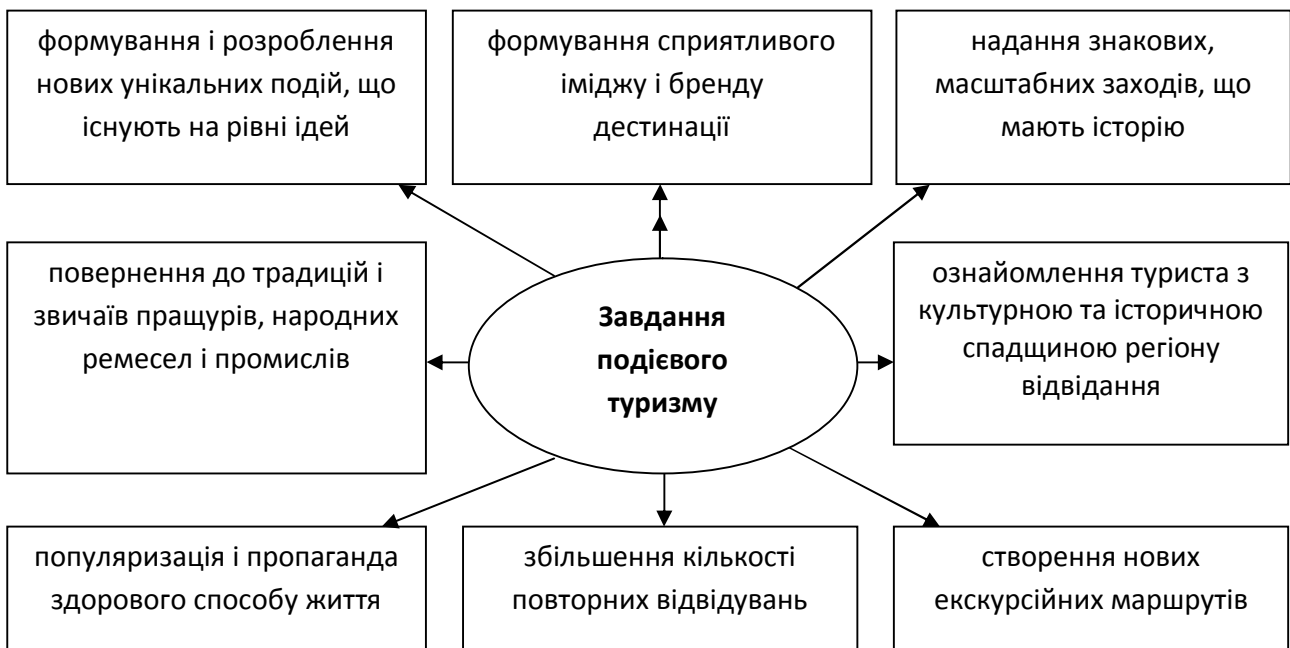 формування і розроблення
нових унікальних подій, що
існують на рівні ідей
формування сприятливого
іміджу і бренду
дестинації
надання знакових,
масштабних заходів, що
мають історію
повернення до традицій і
звичаїв пращурів, народних
ремесел і промислів
Завдання
подієвого
туризму
ознайомлення туриста з
культурною та історичною
спадщиною регіону
відвідання
популяризація і пропаганда
здорового способу життя
збільшення кількості
повторних відвідувань
створення нових
екскурсійних маршрутів